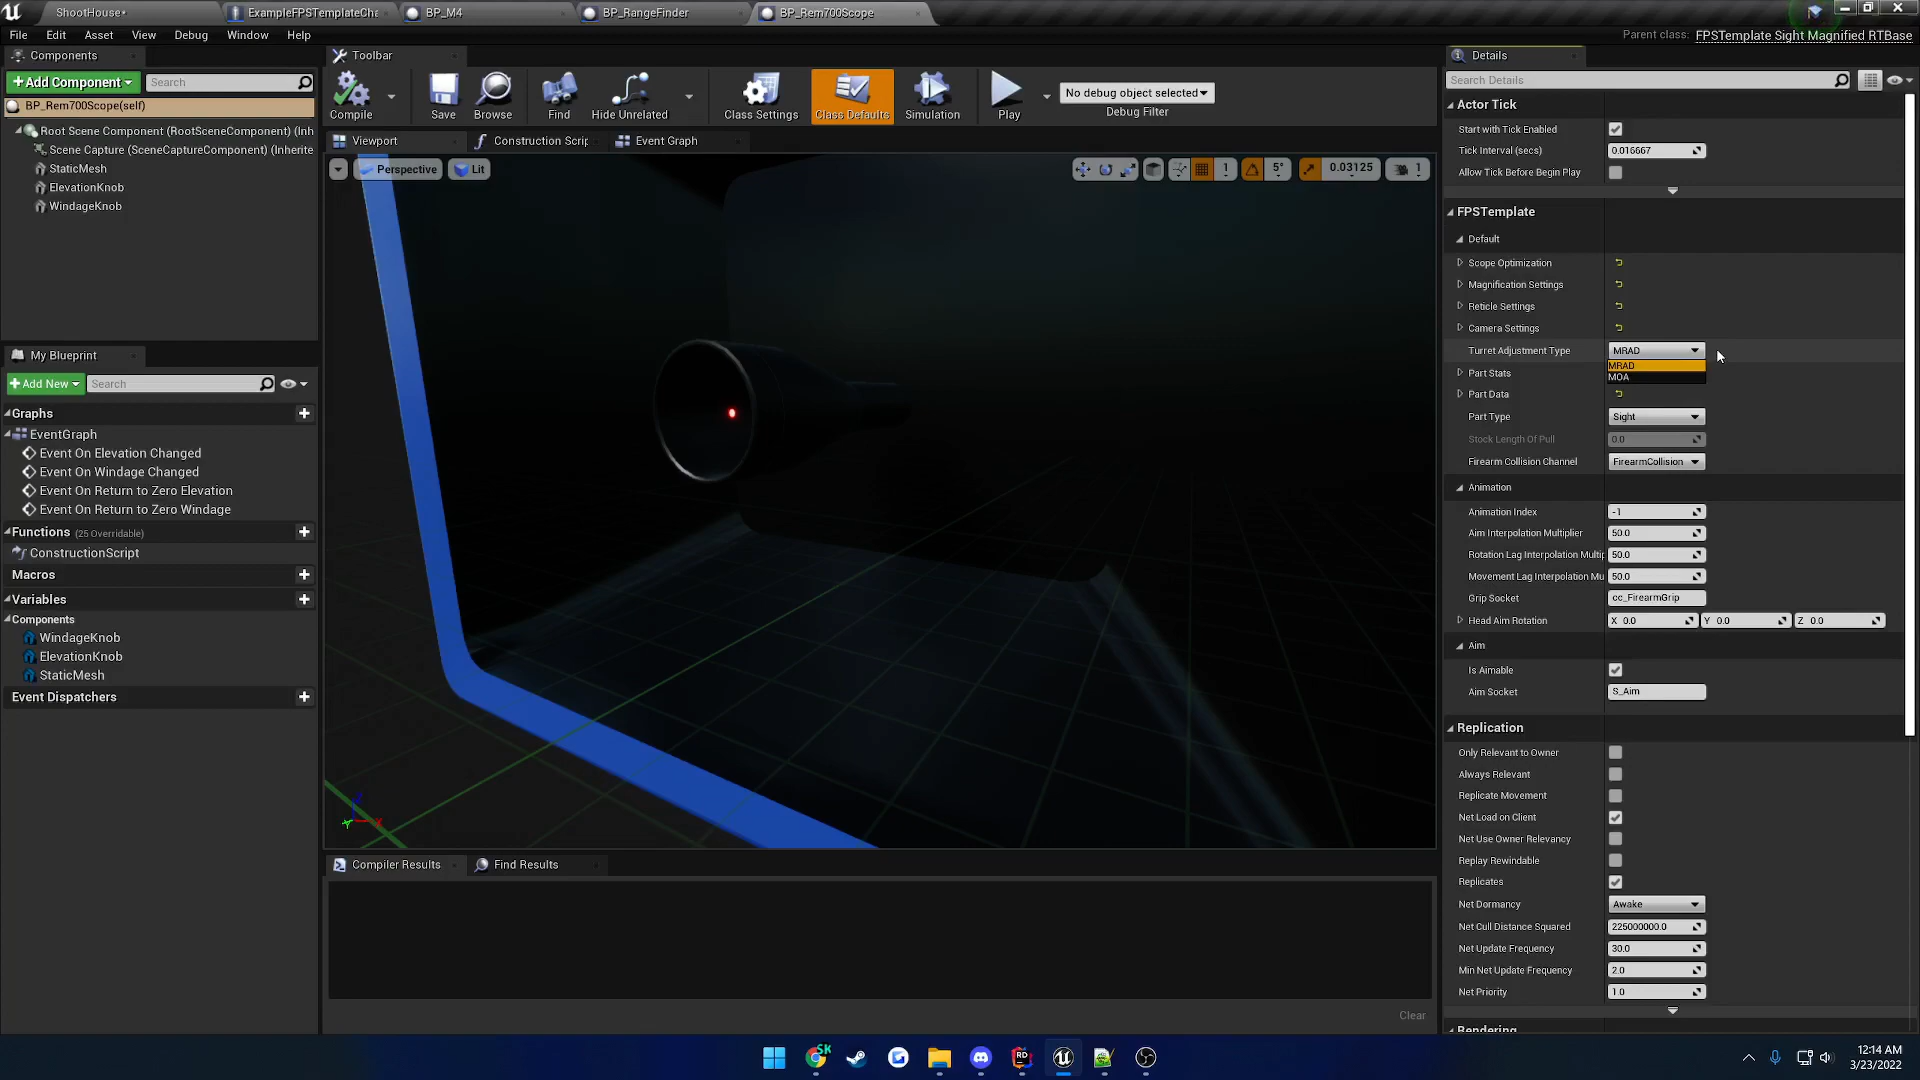 ShootHouse•
ExampleFPSTemplateCha
BP_M4
BP_RangeFinder
BP_Rem700Scope
File Edit Asset View Debug Window Help
Parent class: FPSTemplate Sight Magnified RTBase
Components
+Add Component
Search
BP_Rem700Scope(self)
Root Scene Component (RootSceneComponent) (Inh
Scene Capture (SceneCaptureComponent) (Inherite
StaticMesh
ElevationKnob
WindageKnob
My Blueprint
+Add New
Search
Graphs
EventGraph
Event On Elevation Changed
Event On Windage Changed
Event On Return to Zero Elevation
Event On Return to Zero Windage
Functions (25 Overridable)
ConstructionScript
Macros
Variables
Components
WindageKnob
ElevationKnob
StaticMesh
Event Dispatchers
Toolbar
Compile
Save
Browse
Find
Hide Unrelated
Class Settings
Class Defaults
Simulation
Play
No debug object selected
Debug Filter
Viewport
Construction Scrip
Event Graph
Perspective
Lit
1
5°
0.03125
1
Compiler Results
Find Results
Clear
Details
Search Details
Actor Tick
Start with Tick Enabled
Tick Interval (secs) 0.016667
Allow Tick Before Begin Play
FPSTemplate
Default
Scope Optimization
Magnification Settings
Reticle Settings
Camera Settings
Turret Adjustment Type MRAD
MRAD
MOA
Part Stats
Part Data
Part Type Sight
Stock Length Of Pull 0.0
Firearm Collision Channel FirearmCollision
Animation
Animation Index -1
Aim Interpolation Multiplier 50.0
Rotation Lag Interpolation Multip 50.0
Movement Lag Interpolation Mu 50.0
Grip Socket cc_FirearmGrip
Head Aim Rotation X 0.0 Y 0.0 Z 0.0
Aim
Is Aimable
Aim Socket S_Aim
Replication
Only Relevant to Owner
Always Relevant
Replicate Movement
Net Load on Client
Net Use Owner Relevancy
Replay Rewindable
Replicates
Net Dormancy Awake
Net Cull Distance Squared 225000000.0
Net Update Frequency 30.0
Min Net Update Frequency 2.0
Net Priority 1.0
Rendering
SK
RD
12:14 AM
3/23/2022